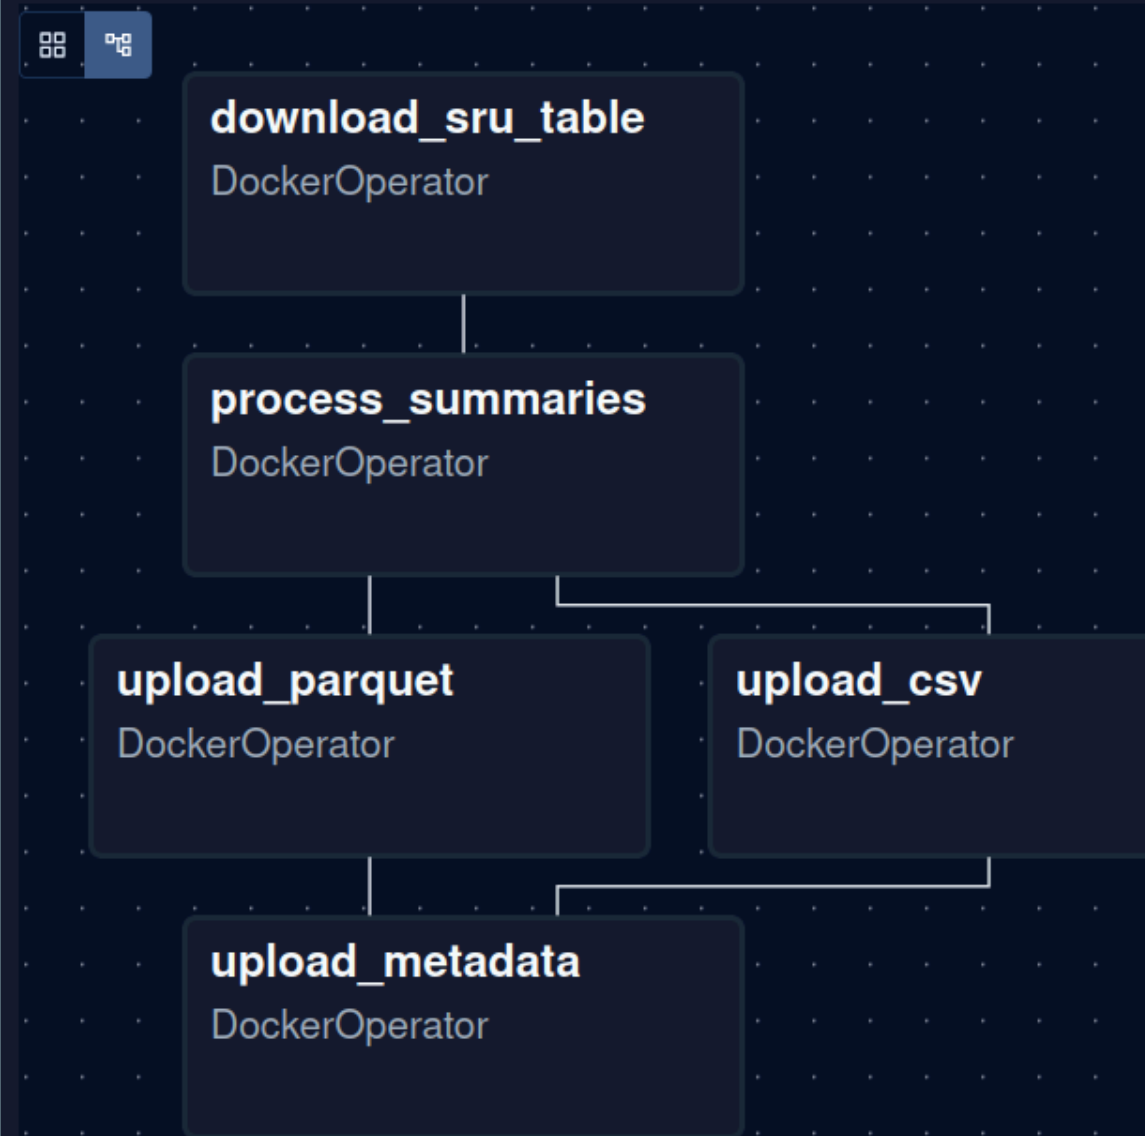 download_sru_table
DockerOperator
process_summaries
DockerOperator
upload_parquet
DockerOperator
upload_csv
DockerOperator
upload_metadata
DockerOperator